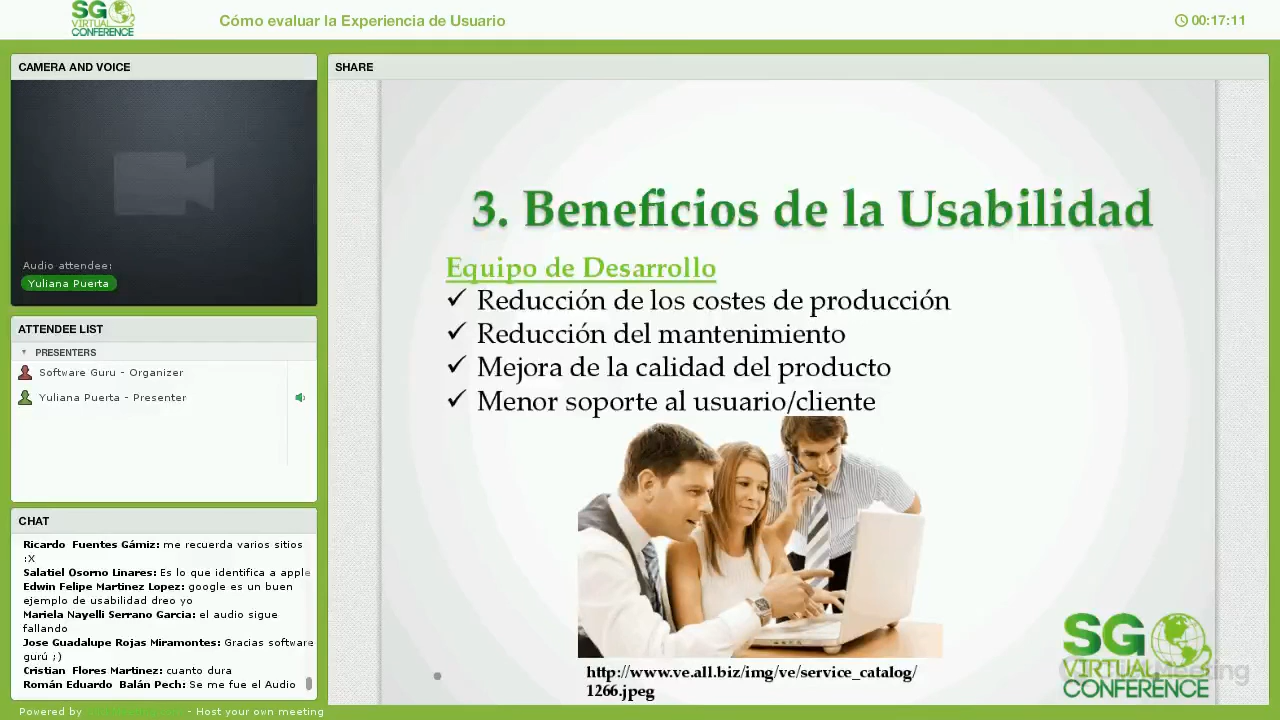 SG
VIRTUAL
CONFERENCE
Cómo evaluar la Experiencia de Usuario
00:17:11
CAMERA AND VOICE
Audio attendee:
Yuliana Puerta
ATTENDEE LIST
PRESENTERS
Software Guru - Organizer
Yuliana Puerta - Presenter
CHAT
Ricardo Fuentes Gámiz: me recuerda varios sitios
:X
Salatiel Osorno Linares: Es lo que identifica a apple
Edwin Felipe Martinez Lopez: google es un buen
ejemplo de usabilidad dreo yo
Mariela Nayelli Serrano Garcia: el audio sigue
fallando
Jose Guadalupe Rojas Miramontes: Gracias software
gurú ;)
Cristian Flores Martinez: cuanto dura
Román Eduardo Balán Pech: Se me fue el Audio
Powered by
- Host your own meeting
SHARE
3. Beneficios de la Usabilidad
Equipo de Desarrollo
✓ Reducción de los costes de producción
✓ Reducción del mantenimiento
✓ Mejora de la calidad del producto
✓ Menor soporte al usuario/cliente
http://www.ve.all.biz/img/ve/service_catalog/
1266.jpeg
SG
VIRTUAL
CONFERENCE